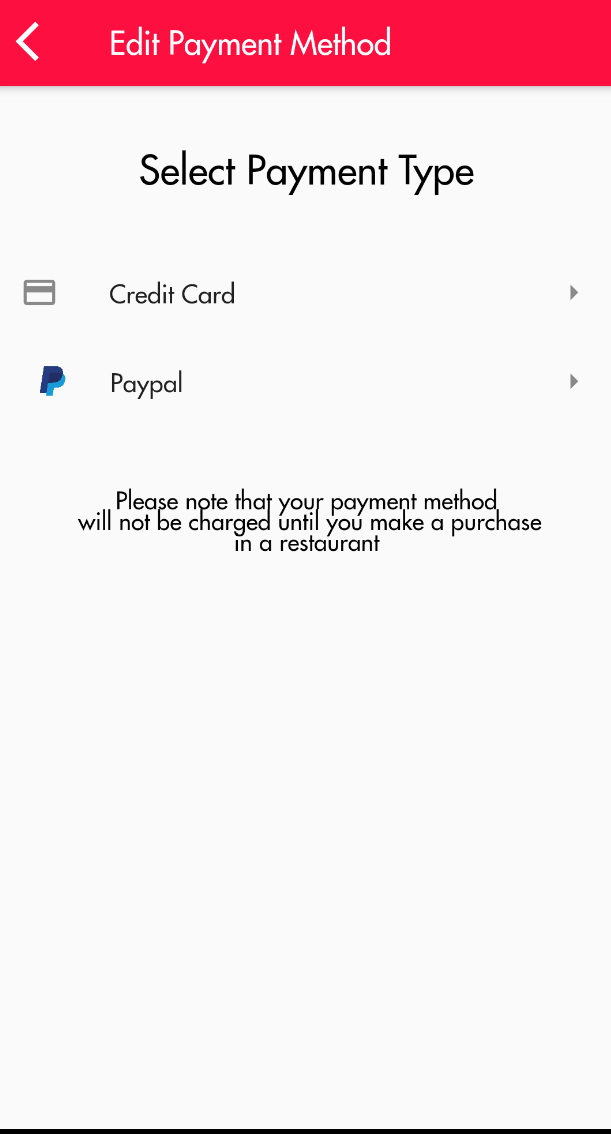 Edit Payment Method
Select Payment Type
Credit Card
Paypal
Please note that your payment method
will not be charged until you make a purchase
in a restaurant